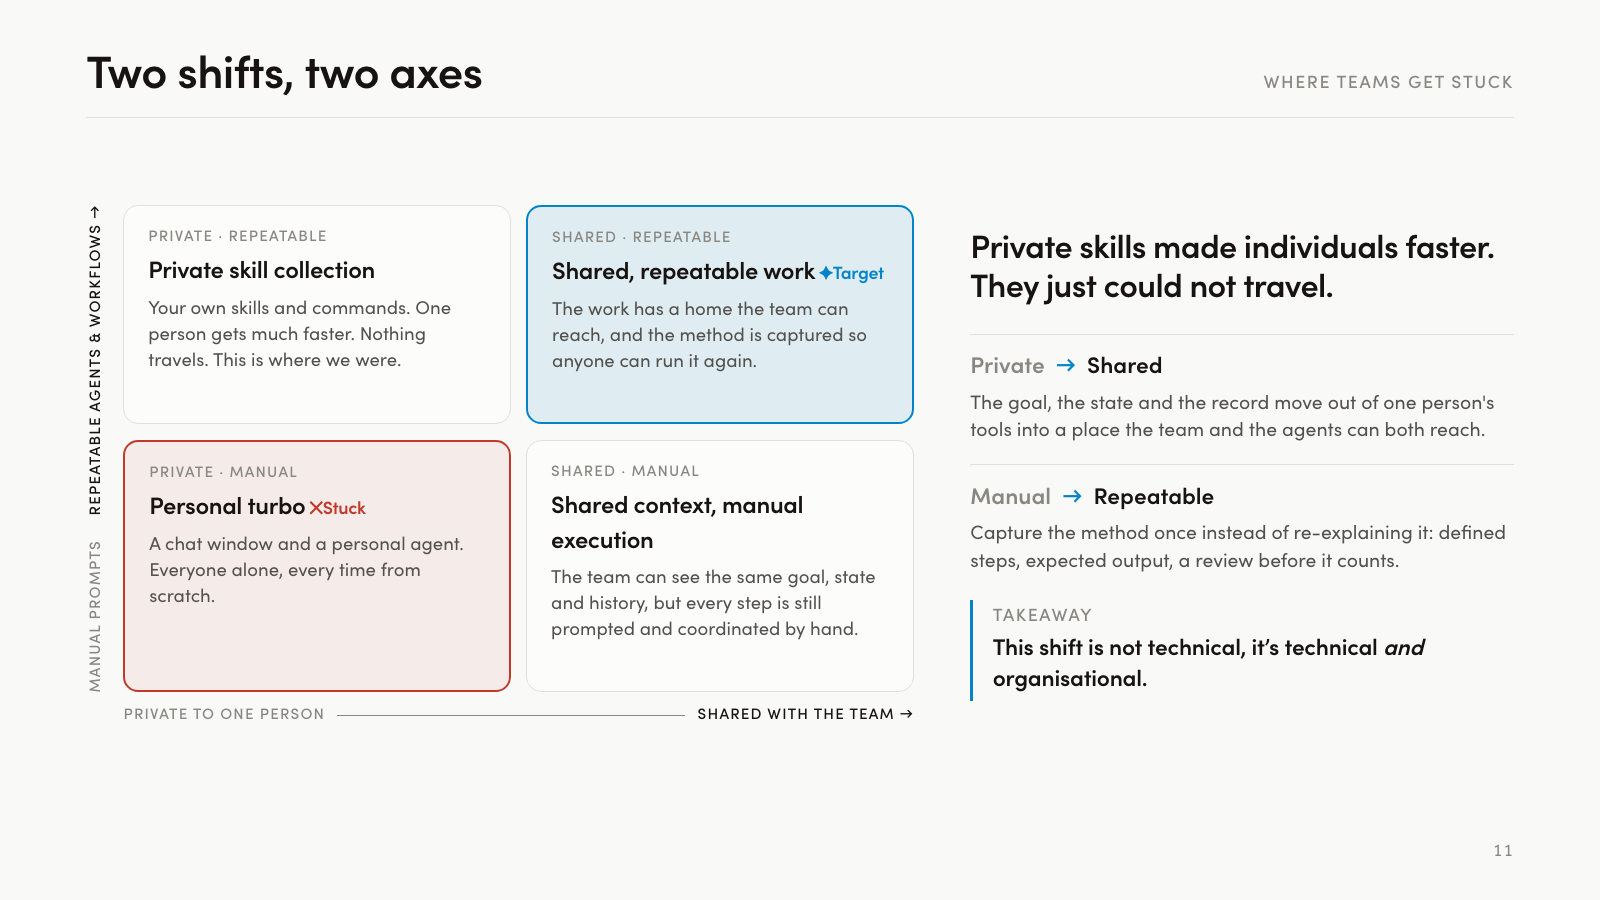 Two shifts, two axes
WHERE TEAMS GET STUCK
REPEATABLE AGENTS & WORKFLOWS →
MANUAL PROMPTS
PRIVATE · REPEATABLE
Private skill collection
Your own skills and commands. One
person gets much faster. Nothing
travels. This is where we were.
SHARED · REPEATABLE
Shared, repeatable work ✦Target
The work has a home the team can
reach, and the method is captured so
anyone can run it again.
PRIVATE · MANUAL
Personal turbo ✕Stuck
A chat window and a personal agent.
Everyone alone, every time from
scratch.
SHARED · MANUAL
Shared context, manual
execution
The team can see the same goal, state
and history, but every step is still
prompted and coordinated by hand.
PRIVATE TO ONE PERSON
SHARED WITH THE TEAM →
Private skills made individuals faster.
They just could not travel.
Private → Shared
The goal, the state and the record move out of one person's
tools into a place the team and the agents can both reach.
Manual → Repeatable
Capture the method once instead of re-explaining it: defined
steps, expected output, a review before it counts.
TAKEAWAY
This shift is not technical, it’s technical and
organisational.
11